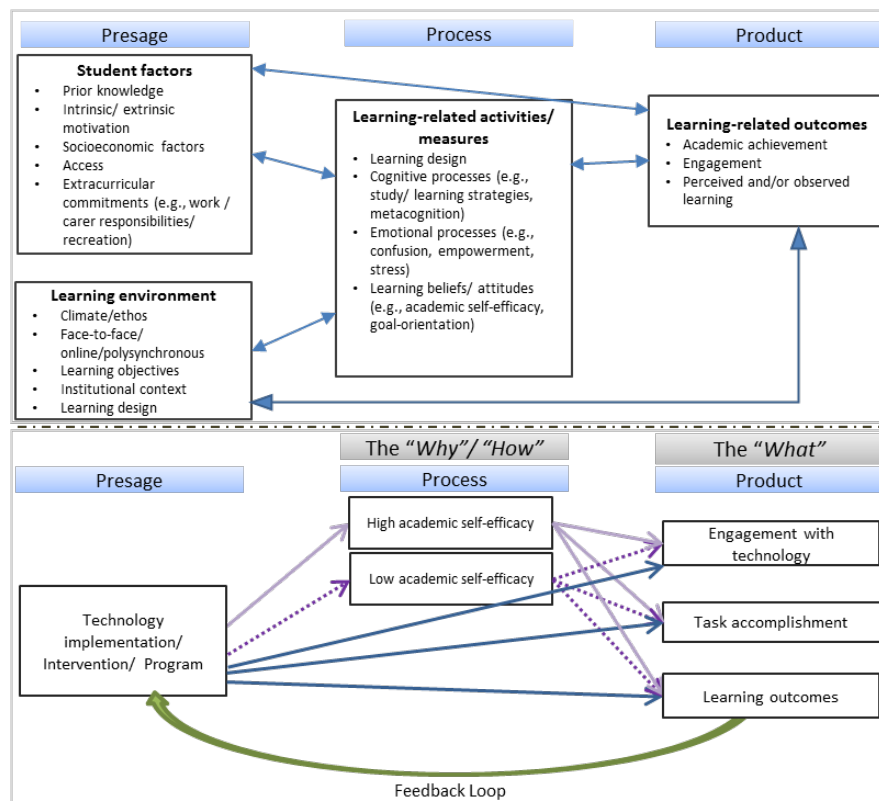 Presage
Process
Product
Student factors
• Prior knowledge
• Intrinsic/ extrinsic
motivation
• Socioeconomic factors
• Access
• Extracurricular
commitments (e.g., work /
carer responsibilities/
recreation)
Learning environment
• Climate/ethos
• Face-to-face/
online/polysynchronous
• Learning objectives
• Institutional context
• Learning design
Learning-related activities/
measures
• Learning design
• Cognitive processes (e.g.,
study/ learning strategies,
metacognition)
• Emotional processes (e.g.,
confusion, empowerment,
stress)
• Learning beliefs/ attitudes
(e.g., academic self-efficacy,
goal-orientation)
Learning-related outcomes
• Academic achievement
• Engagement
• Perceived and/or observed
learning
The “Why”/ “How”
The “What”
Presage
Process
Product
Technology
implementation/
Intervention/ Program
High academic self-efficacy
Low academic self-efficacy
Engagement with
technology
Task accomplishment
Learning outcomes
Feedback Loop